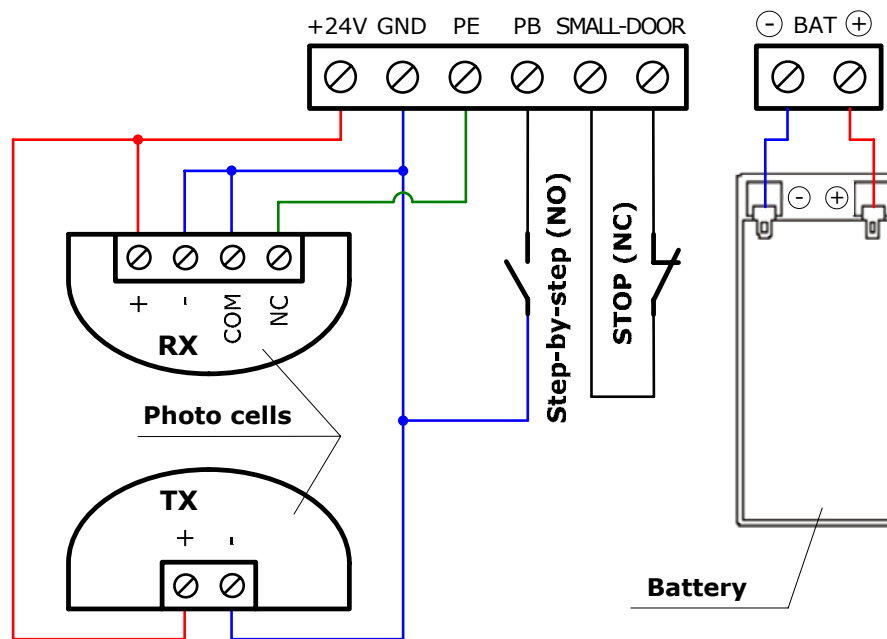 +24V GND PE PB SMALL-DOOR
- BAT +
- +
+ - COM NC
RX
Step-by-step (NO)
STOP (NC)
Photo cells
TX
+ -
Battery